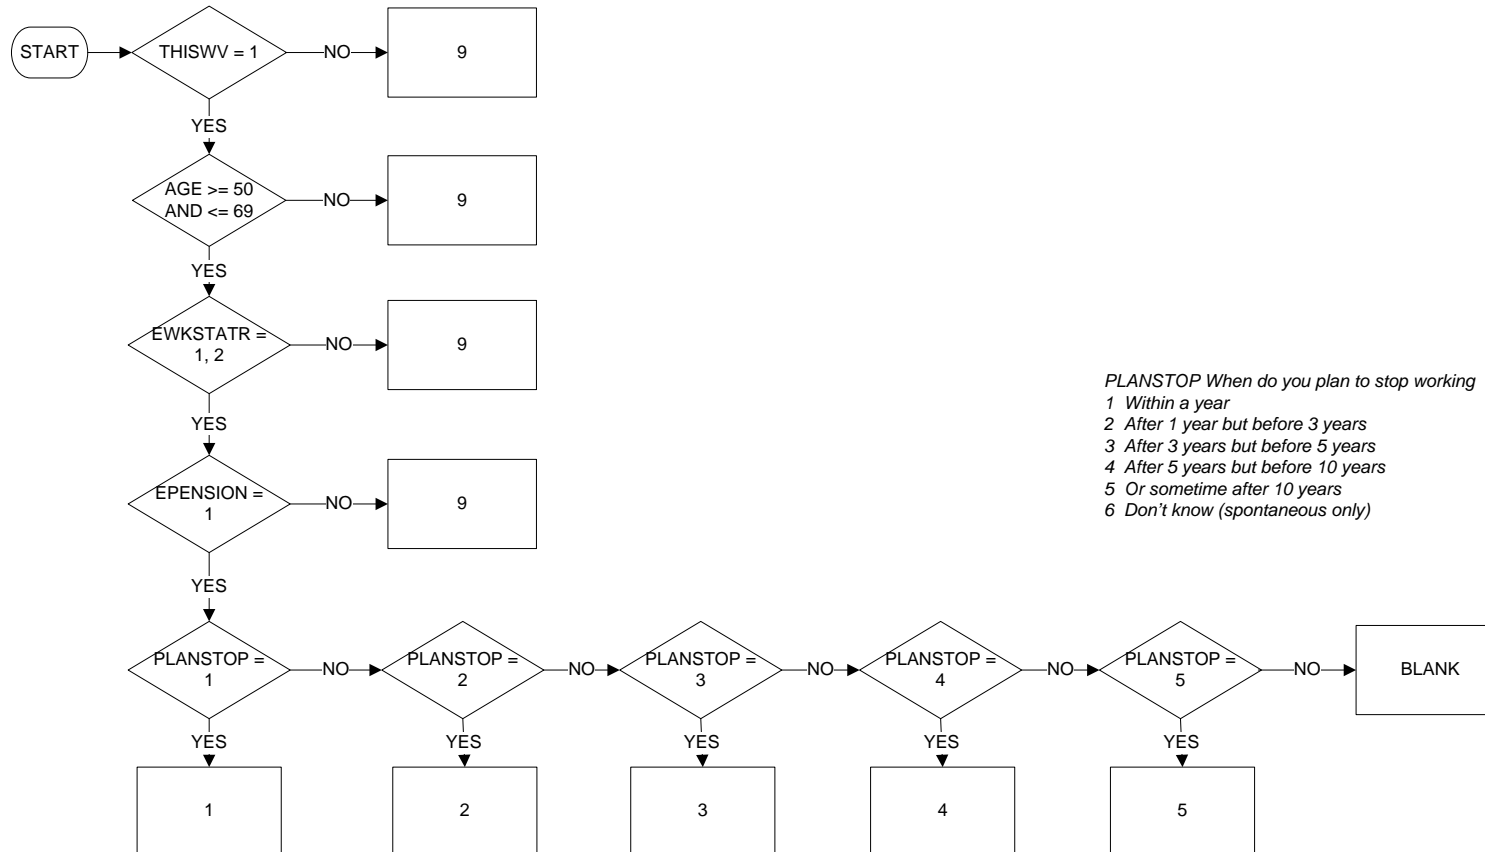 START
THISWV = 1
NO
9
YES
AGE >= 50
AND <= 69
NO
9
YES
EWKSTATR =
1, 2
NO
9
YES
PLANSTOP When do you plan to stop working
1 Within a year
2 After 1 year but before 3 years
3 After 3 years but before 5 years
4 After 5 years but before 10 years
5 Or sometime after 10 years
6 Don't know (spontaneous only)
EPENSION =
1
NO
9
YES
PLANSTOP =
1
NO
PLANSTOP =
2
NO
PLANSTOP =
3
NO
PLANSTOP =
4
NO
PLANSTOP =
5
NO
BLANK
YES
YES
YES
YES
YES
1
2
3
4
5